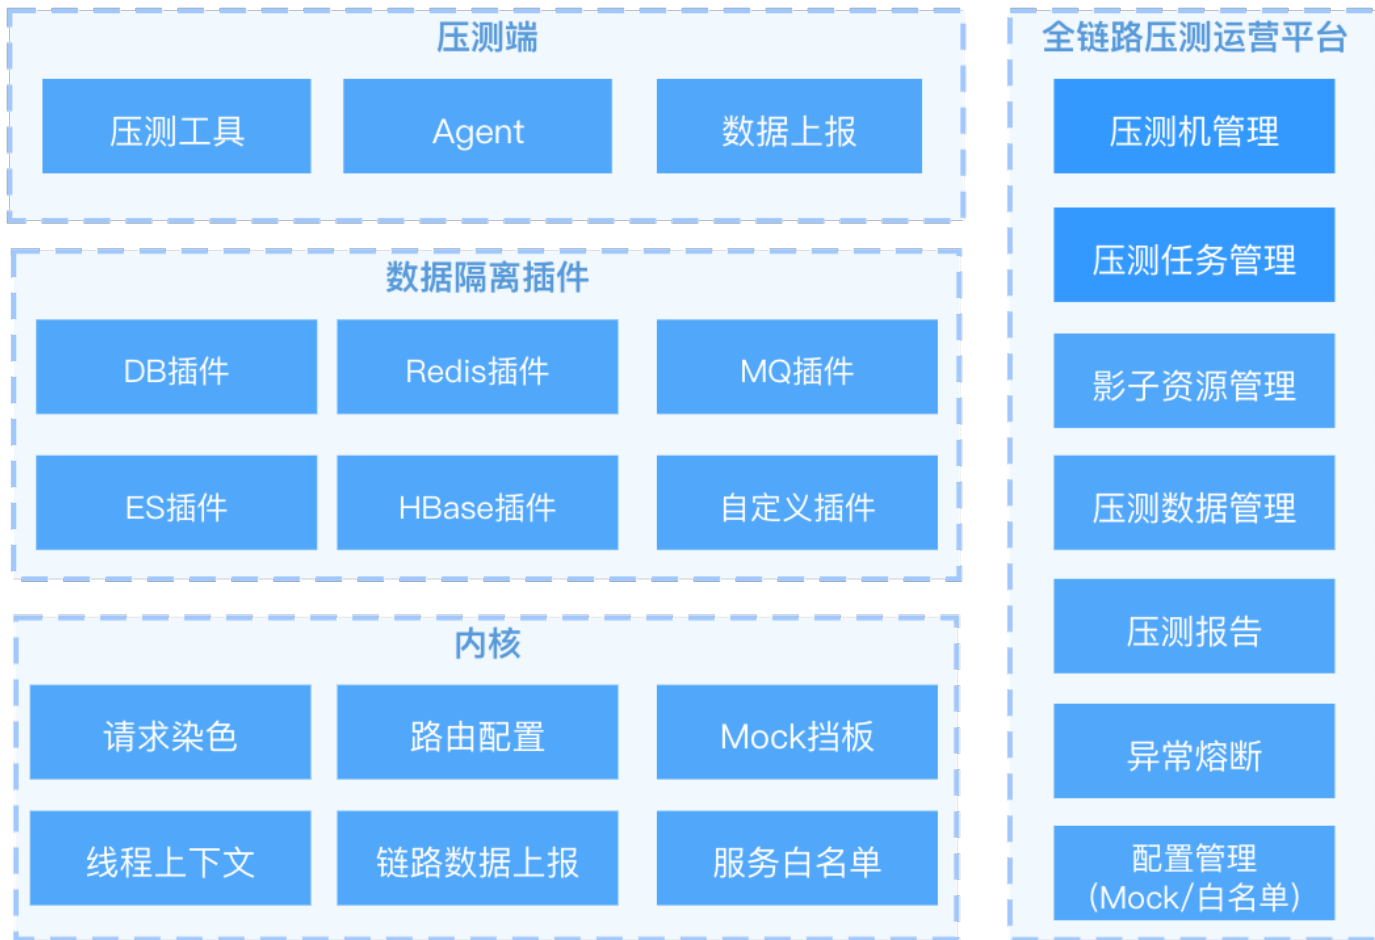 压测端
压测工具
Agent
数据上报
数据隔离插件
DB插件
Redis插件
MQ插件
ES插件
HBase插件
自定义插件
内核
请求染色
路由配置
Mock挡板
线程上下文
链路数据上报
服务白名单
全链路压测运营平台
压测机管理
压测任务管理
影子资源管理
压测数据管理
压测报告
异常熔断
配置管理
(Mock/白名单)